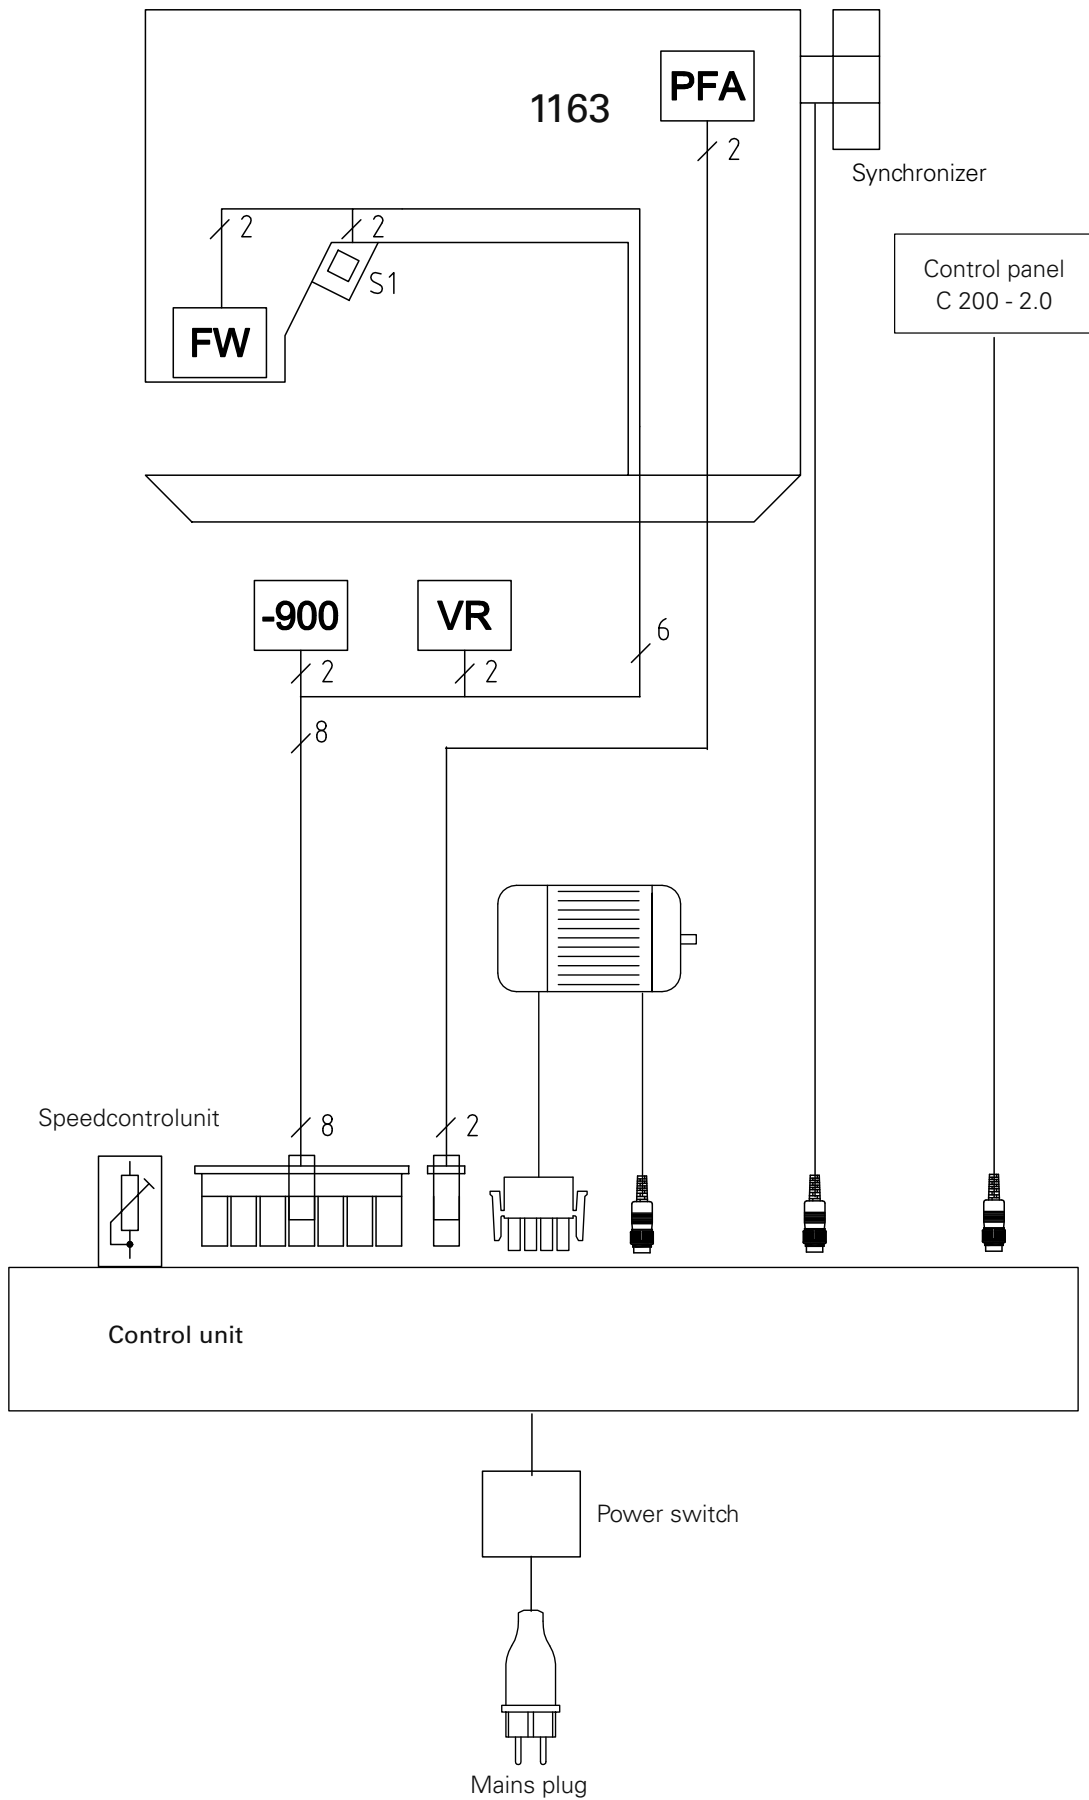 PFA
1163
2
Synchronizer
2
2
S1
Control panel
C 200 - 2.0
FW
-900
VR
6
2
2
8
Speedcontrolunit
8
2
Control unit
Power switch
Mains plug